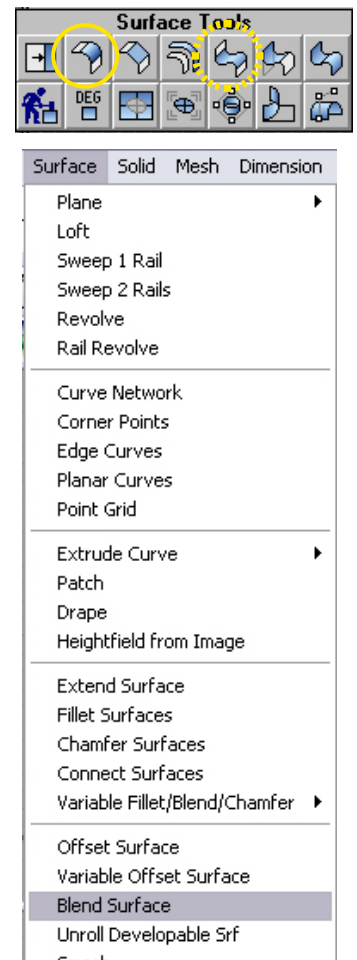 Surface Tools
DEG
Surface Solid Mesh Dimension
Plane
Loft
Sweep 1 Rail
Sweep 2 Rails
Revolve
Rail Revolve
Curve Network
Corner Points
Edge Curves
Planar Curves
Point Grid
Extrude Curve
Patch
Drape
Heightfield from Image
Extend Surface
Fillet Surfaces
Chamfer Surfaces
Connect Surfaces
Variable Fillet/Blend/Chamfer
Offset Surface
Variable Offset Surface
Blend Surface
Unroll Developable Srf